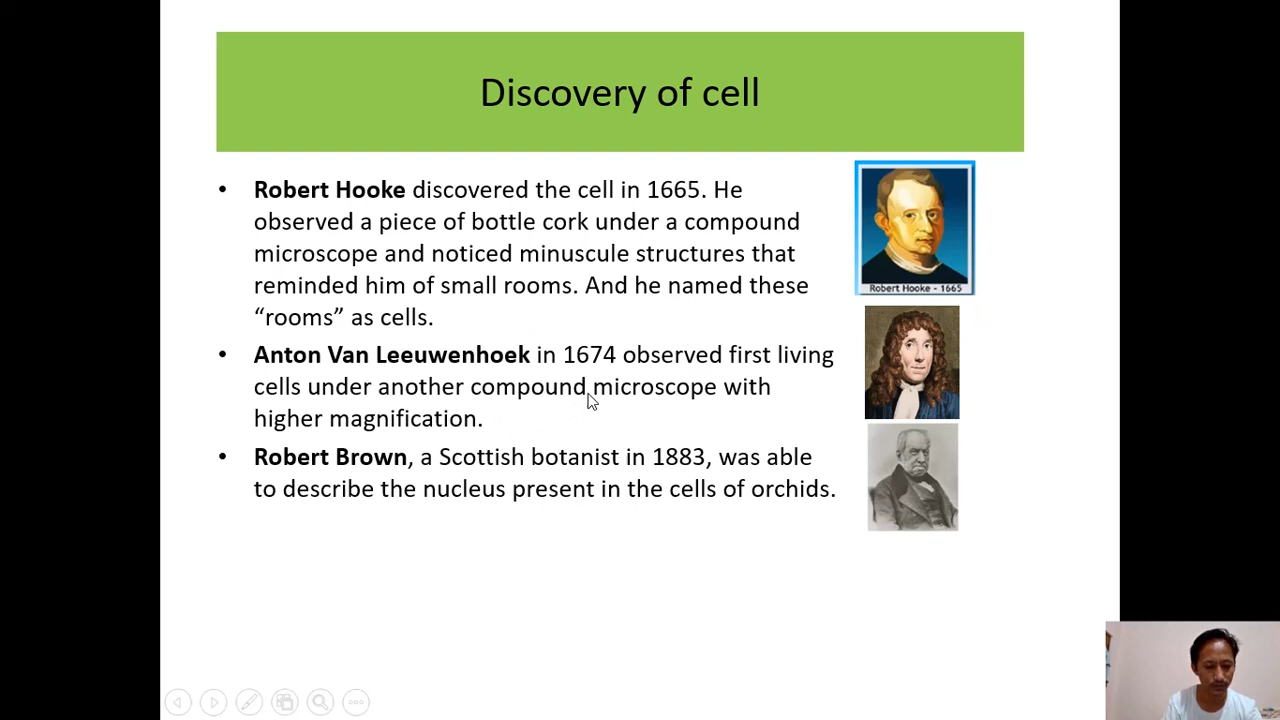 Discovery of cell
• Robert Hooke discovered the cell in 1665. He
observed a piece of bottle cork under a compound
microscope and noticed minuscule structures that
reminded him of small rooms. And he named these
“rooms” as cells.
Robert Hooke - 1665
• Anton Van Leeuwenhoek in 1674 observed first living
cells under another compound microscope with
higher magnification.
• Robert Brown, a Scottish botanist in 1883, was able
to describe the nucleus present in the cells of orchids.